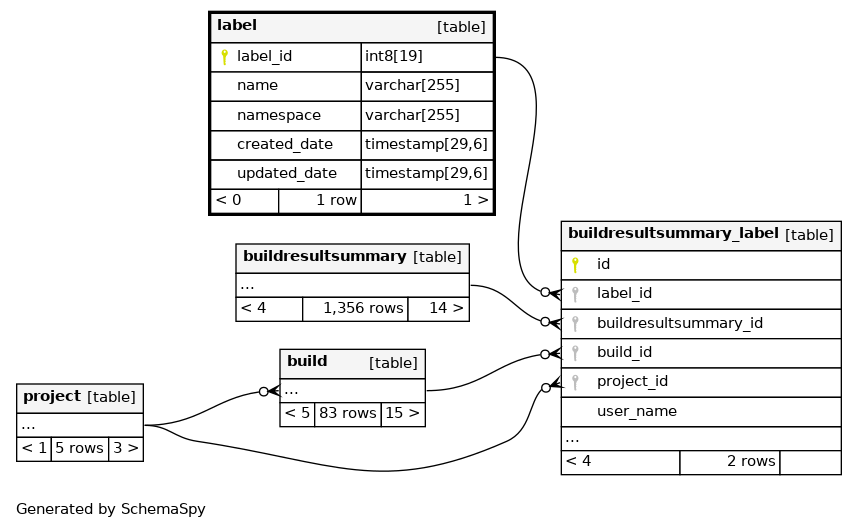 label [table]
label_id int8[19]
name varchar[255]
namespace varchar[255]
created_date timestamp[29,6]
updated_date timestamp[29,6]
< 0 1 row 1 >
buildresultsummary [table]
...
< 4 1,356 rows 14 >
build [table]
...
< 5 83 rows 15 >
project [table]
...
< 1 5 rows 3 >
buildresultsummary_label [table]
id
label_id
buildresultsummary_id
build_id
project_id
user_name
...
< 4 2 rows
Generated by SchemaSpy